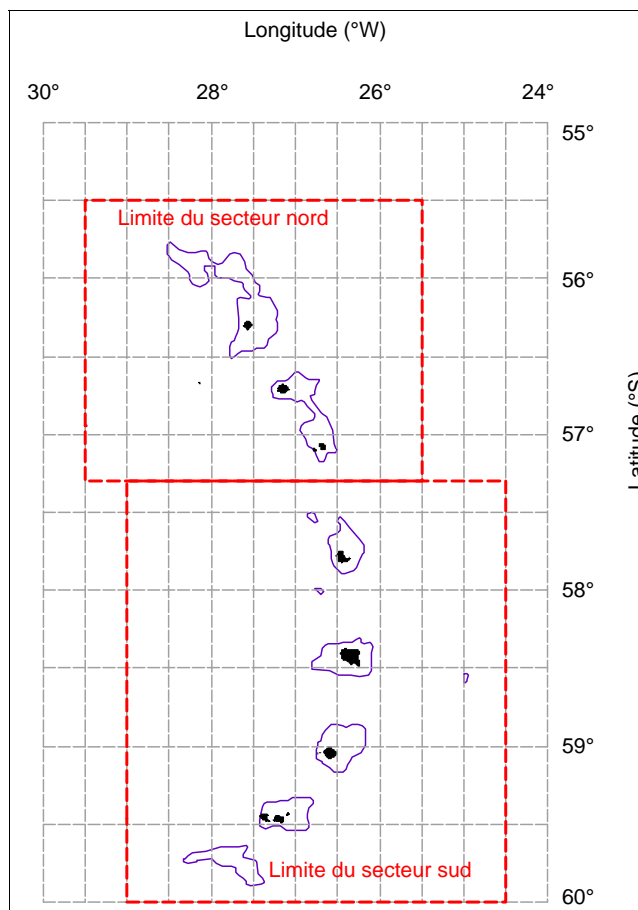 Longitude (°W)
30° 28° 26° 24°
55°
Limite du secteur nord
56°
Latitude (°S)
57°
58°
59°
Limite du secteur sud
60°